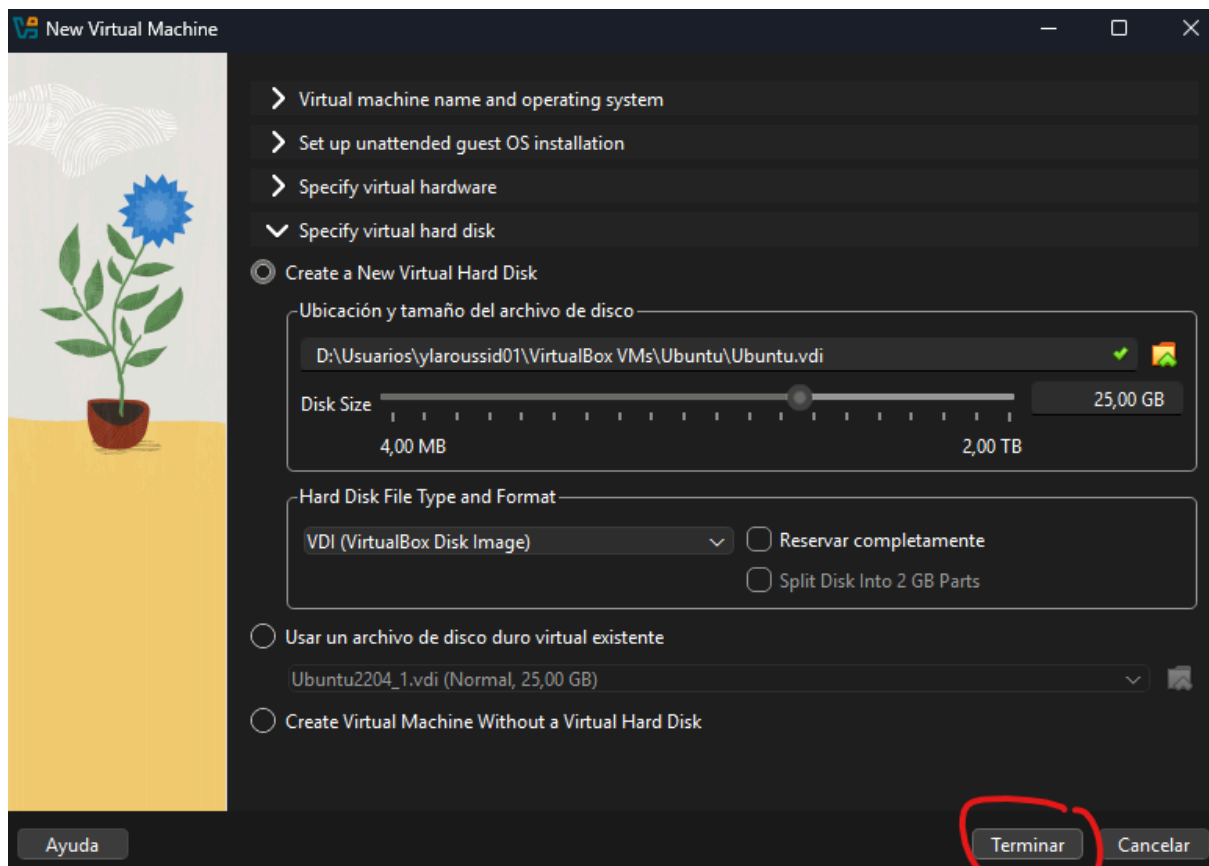 New Virtual Machine
Virtual machine name and operating system
Set up unattended guest OS installation
Specify virtual hardware
Specify virtual hard disk
Create a New Virtual Hard Disk
Ubicación y tamaño del archivo de disco
D:\Usuarios\ylaroussid01\VirtualBox VMs\Ubuntu\Ubuntu.vdi
Disk Size 25,00 GB
4,00 MB 2,00 TB
Hard Disk File Type and Format
VDI (VirtualBox Disk Image) Reservar completamente
Split Disk Into 2 GB Parts
Usar un archivo de disco duro virtual existente
Ubuntu2204_1.vdi (Normal, 25,00 GB)
Create Virtual Machine Without a Virtual Hard Disk
Ayuda Terminar Cancelar